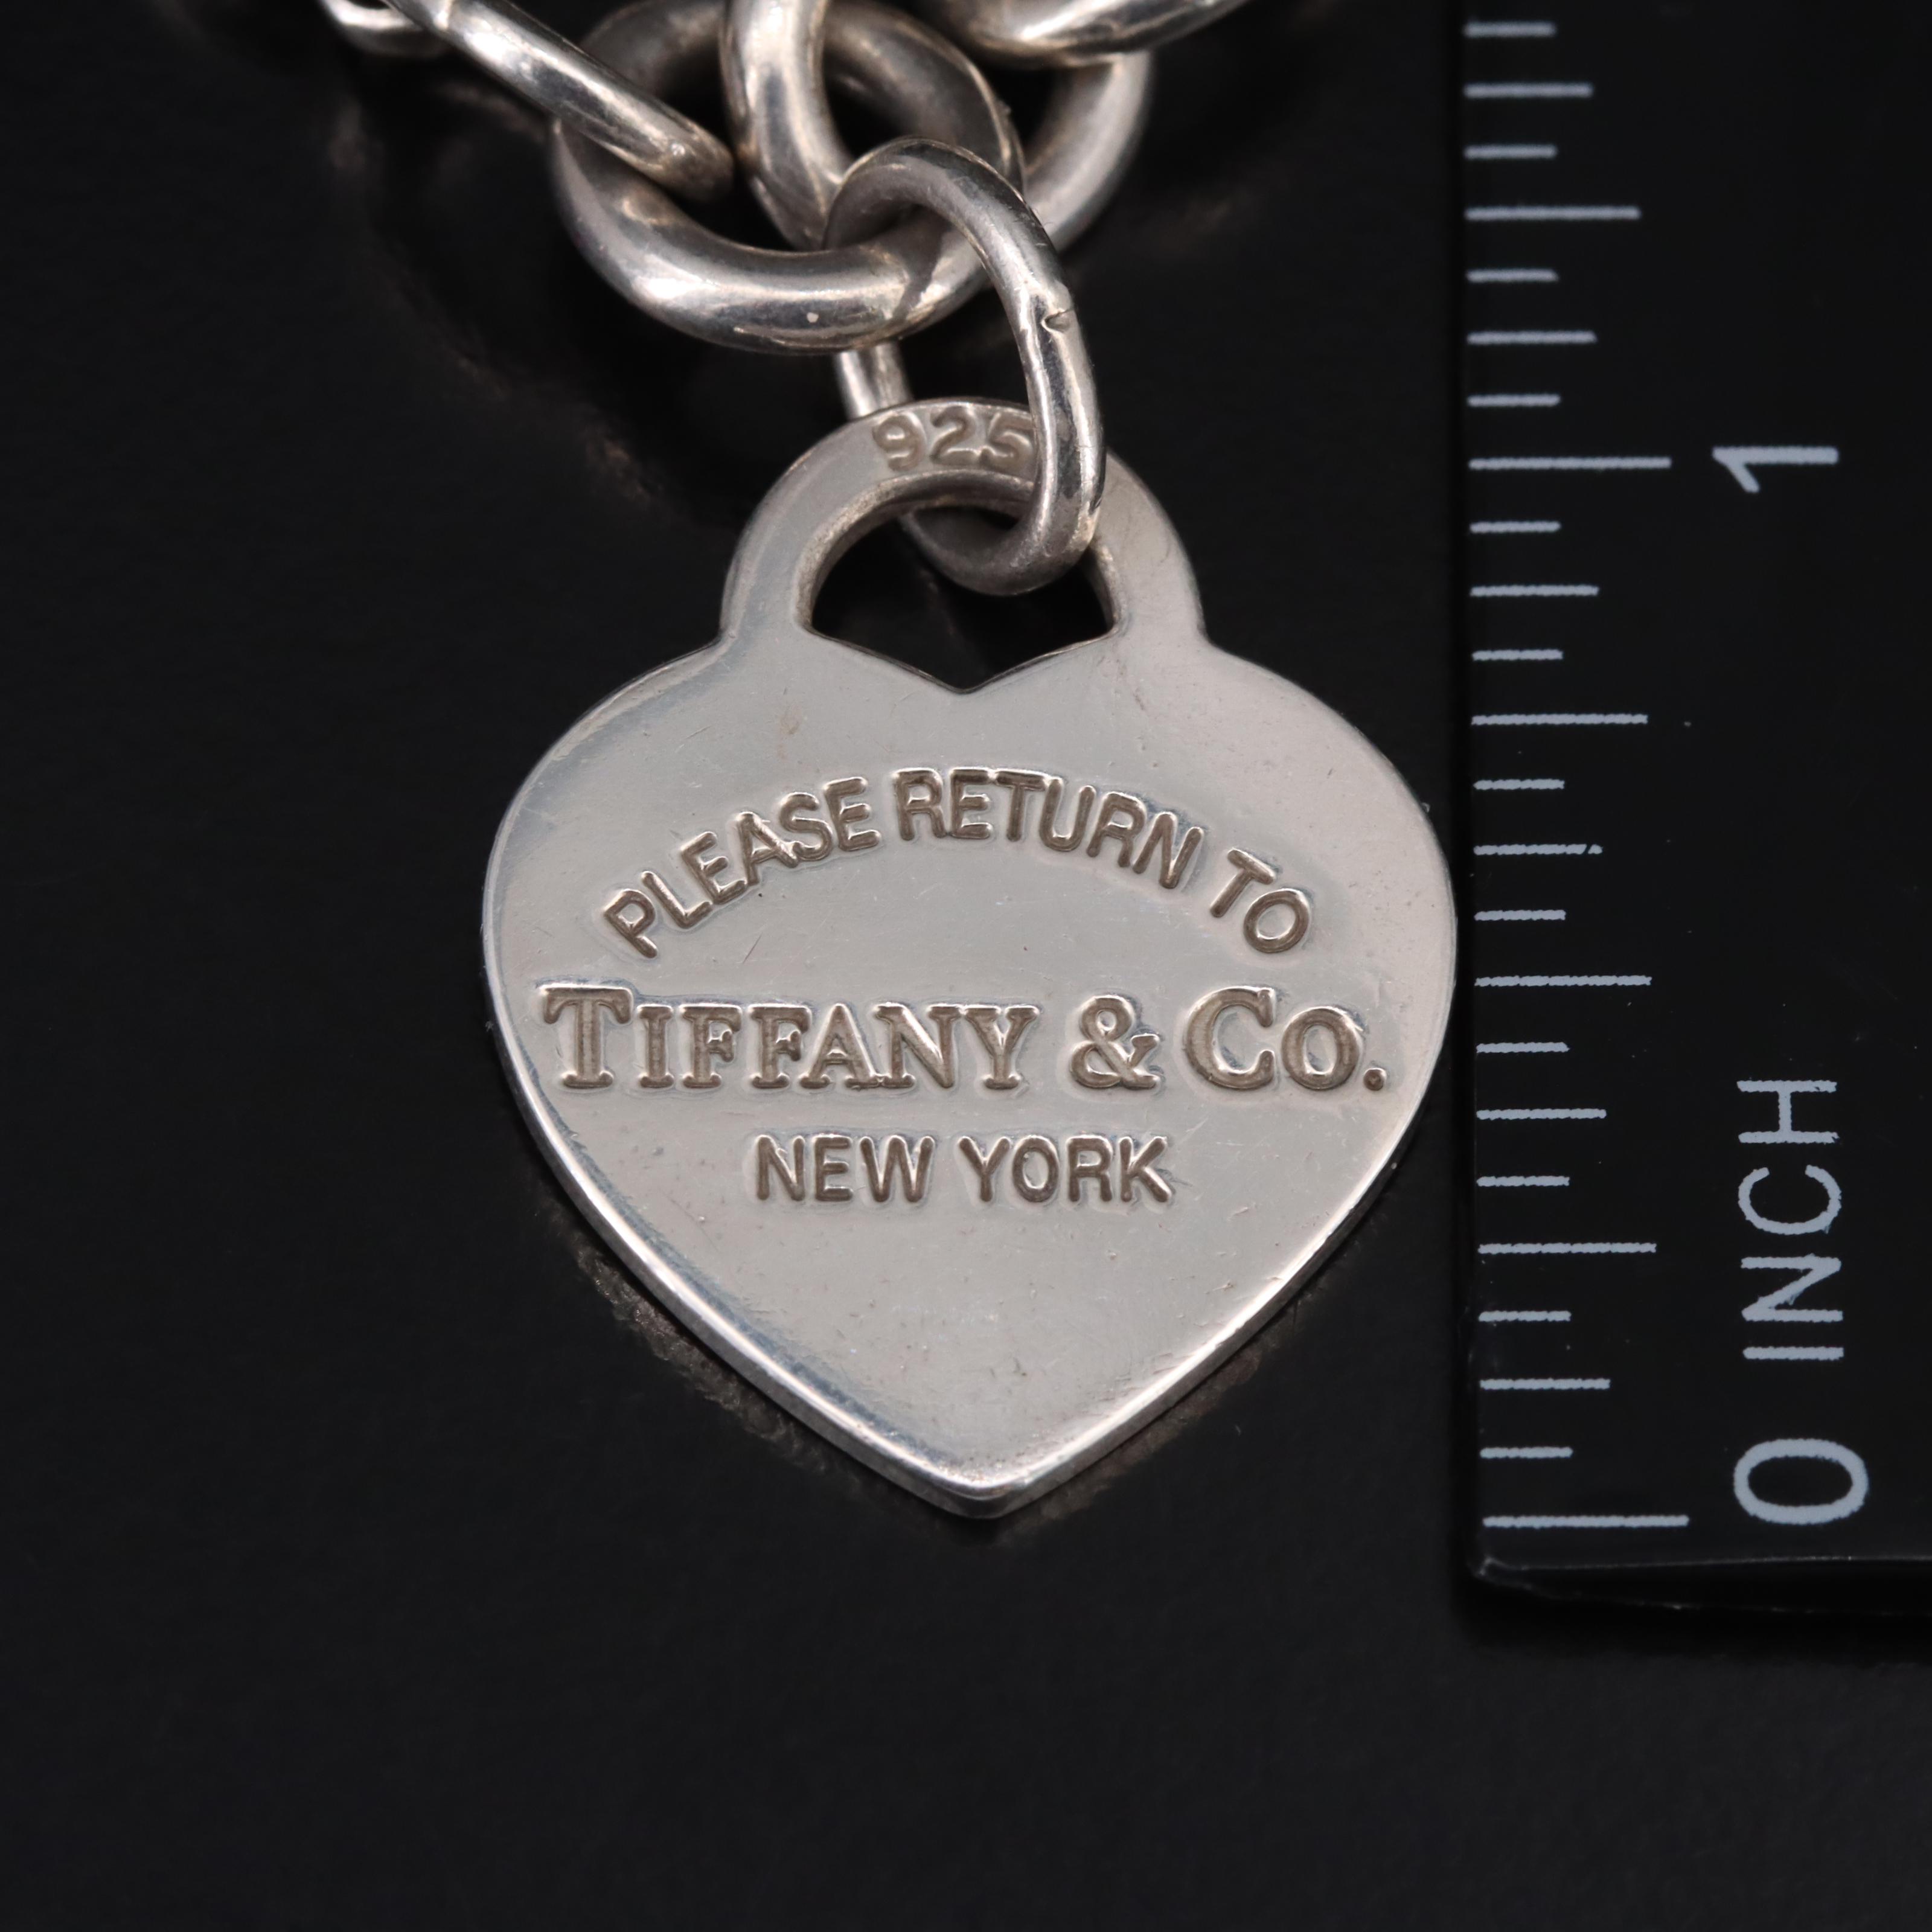 925
PLEASE RETURN TO
TIFFANY & CO.
NEW YORK
1
0 INCH